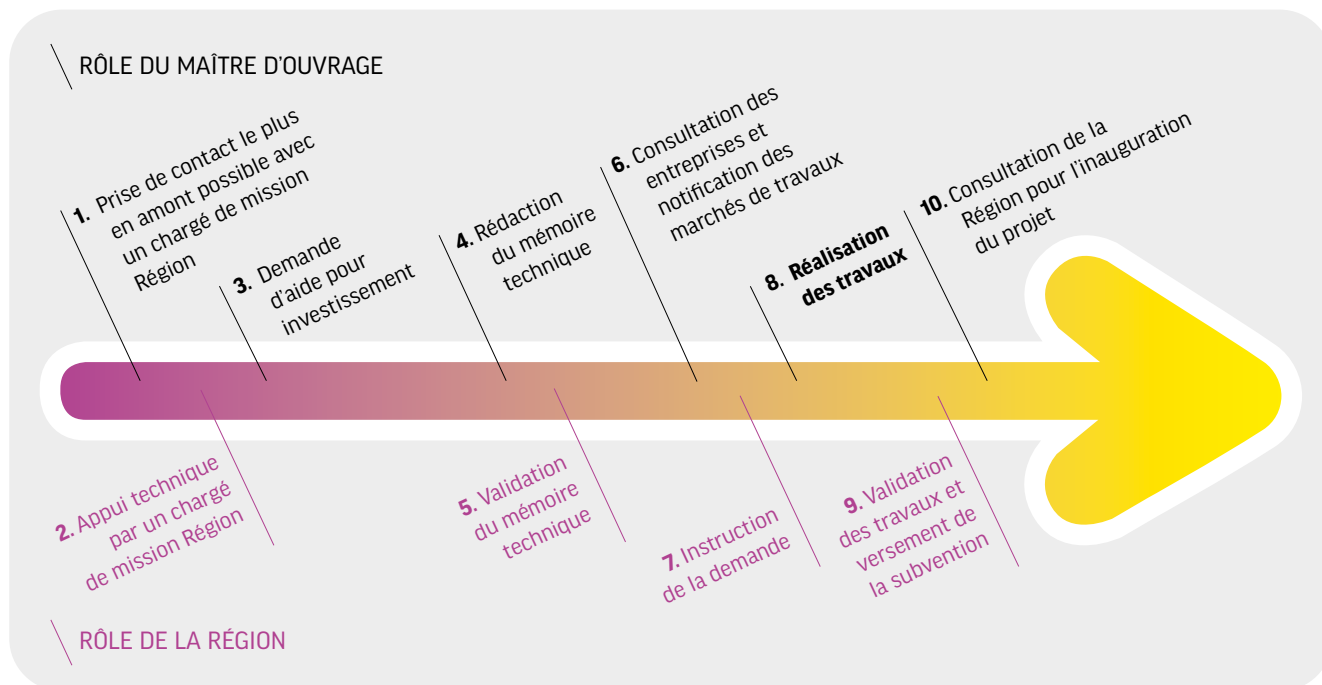 RÔLE DU MAÎTRE D'OUVRAGE
1. Prise de contact le plus
en amont possible avec
un chargé de mission
Région
3. Demande
d'aide pour
investissement
4. Rédaction
du mémoire
technique
6. Consultation des
entreprises et
notification des
marchés de travaux
8. Réalisation
des travaux
10. Consultation de la
Région pour l'inauguration
du projet
2. Appui technique
par un chargé
de mission Région
5. Validation
du mémoire
technique
7. Instruction
de la demande
9. Validation
des travaux et
versement de
la subvention
RÔLE DE LA RÉGION